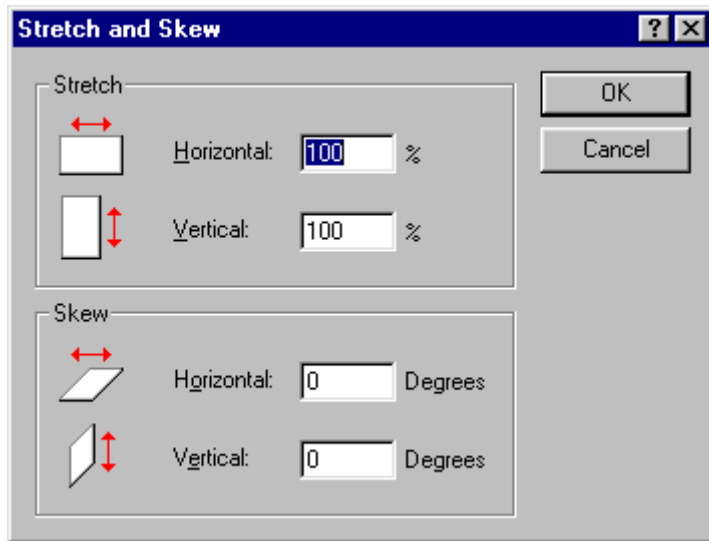 Stretch and Skew
Stretch
Horizontal: 100 %
Vertical: 100 %
OK
Cancel
Skew
Horizontal: 0 Degrees
Vertical: 0 Degrees